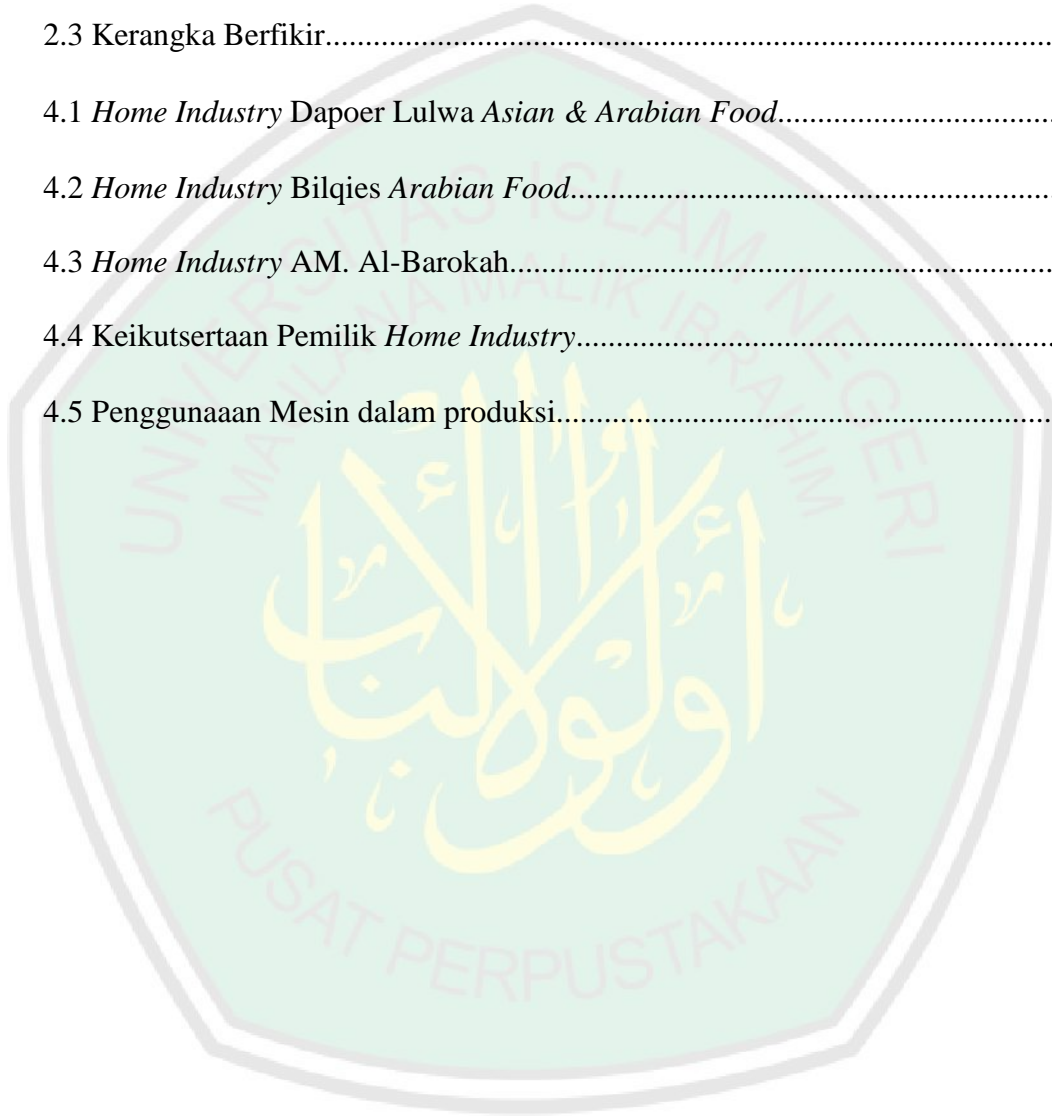 2.3 Kerangka Berfikir................................................................................................
4.1 Home Industry Dapoer Lulwa Asian & Arabian Food.................................
4.2 Home Industry Bilqies Arabian Food................................................................
4.3 Home Industry AM. Al-Barokah.........................................................................
4.4 Keikutsertaan Pemilik Home Industry...............................................................
4.5 Penggunaaan Mesin dalam produksi..................................................................
UNIVERSITAS ISLAM NEGERI
MAULANA MALIK IBRAHIM
أولو الألباب
PUSAT PERPUSTAKAAN